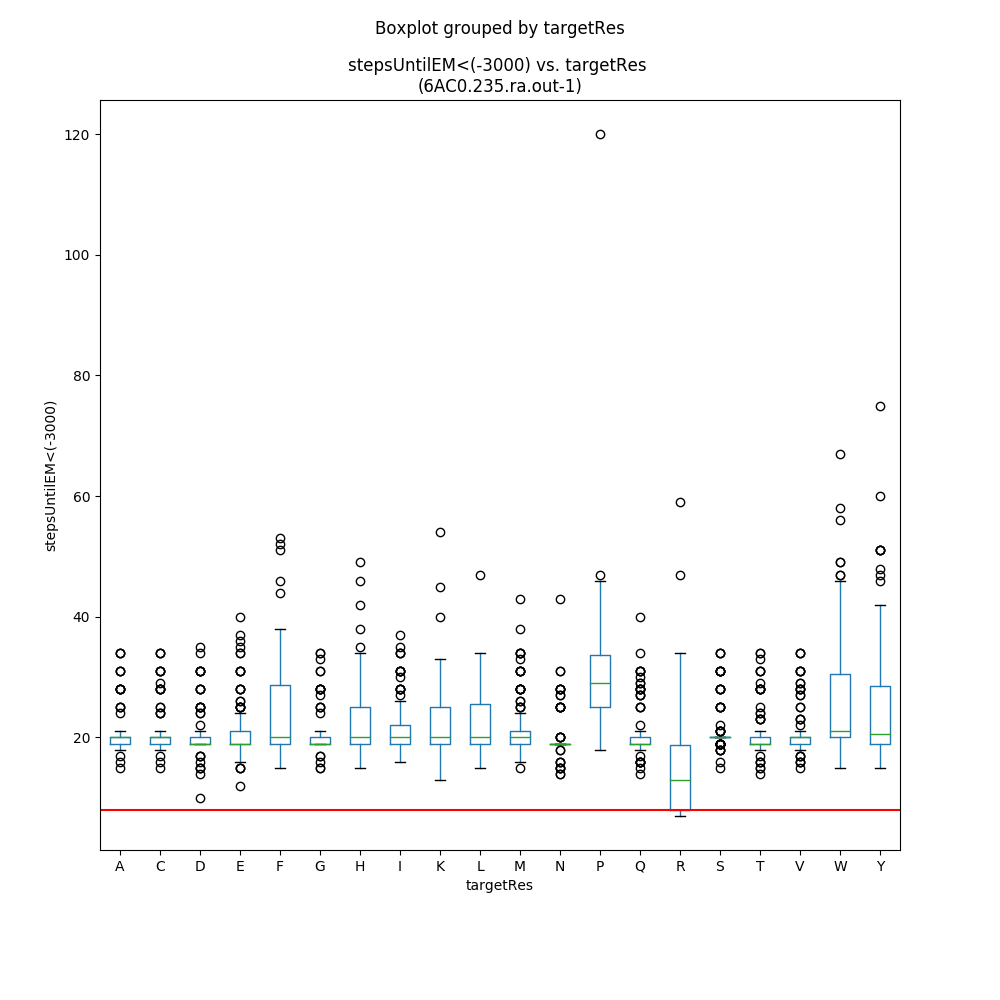 Boxplot grouped by targetRes
stepsUntilEM<(-3000) vs. targetRes
(6AC0.235.ra.out-1)
120
100
80
60
40
20
stepsUntilEM<(-3000)
A C D E F G H I K L M N P Q R S T V W Y
targetRes